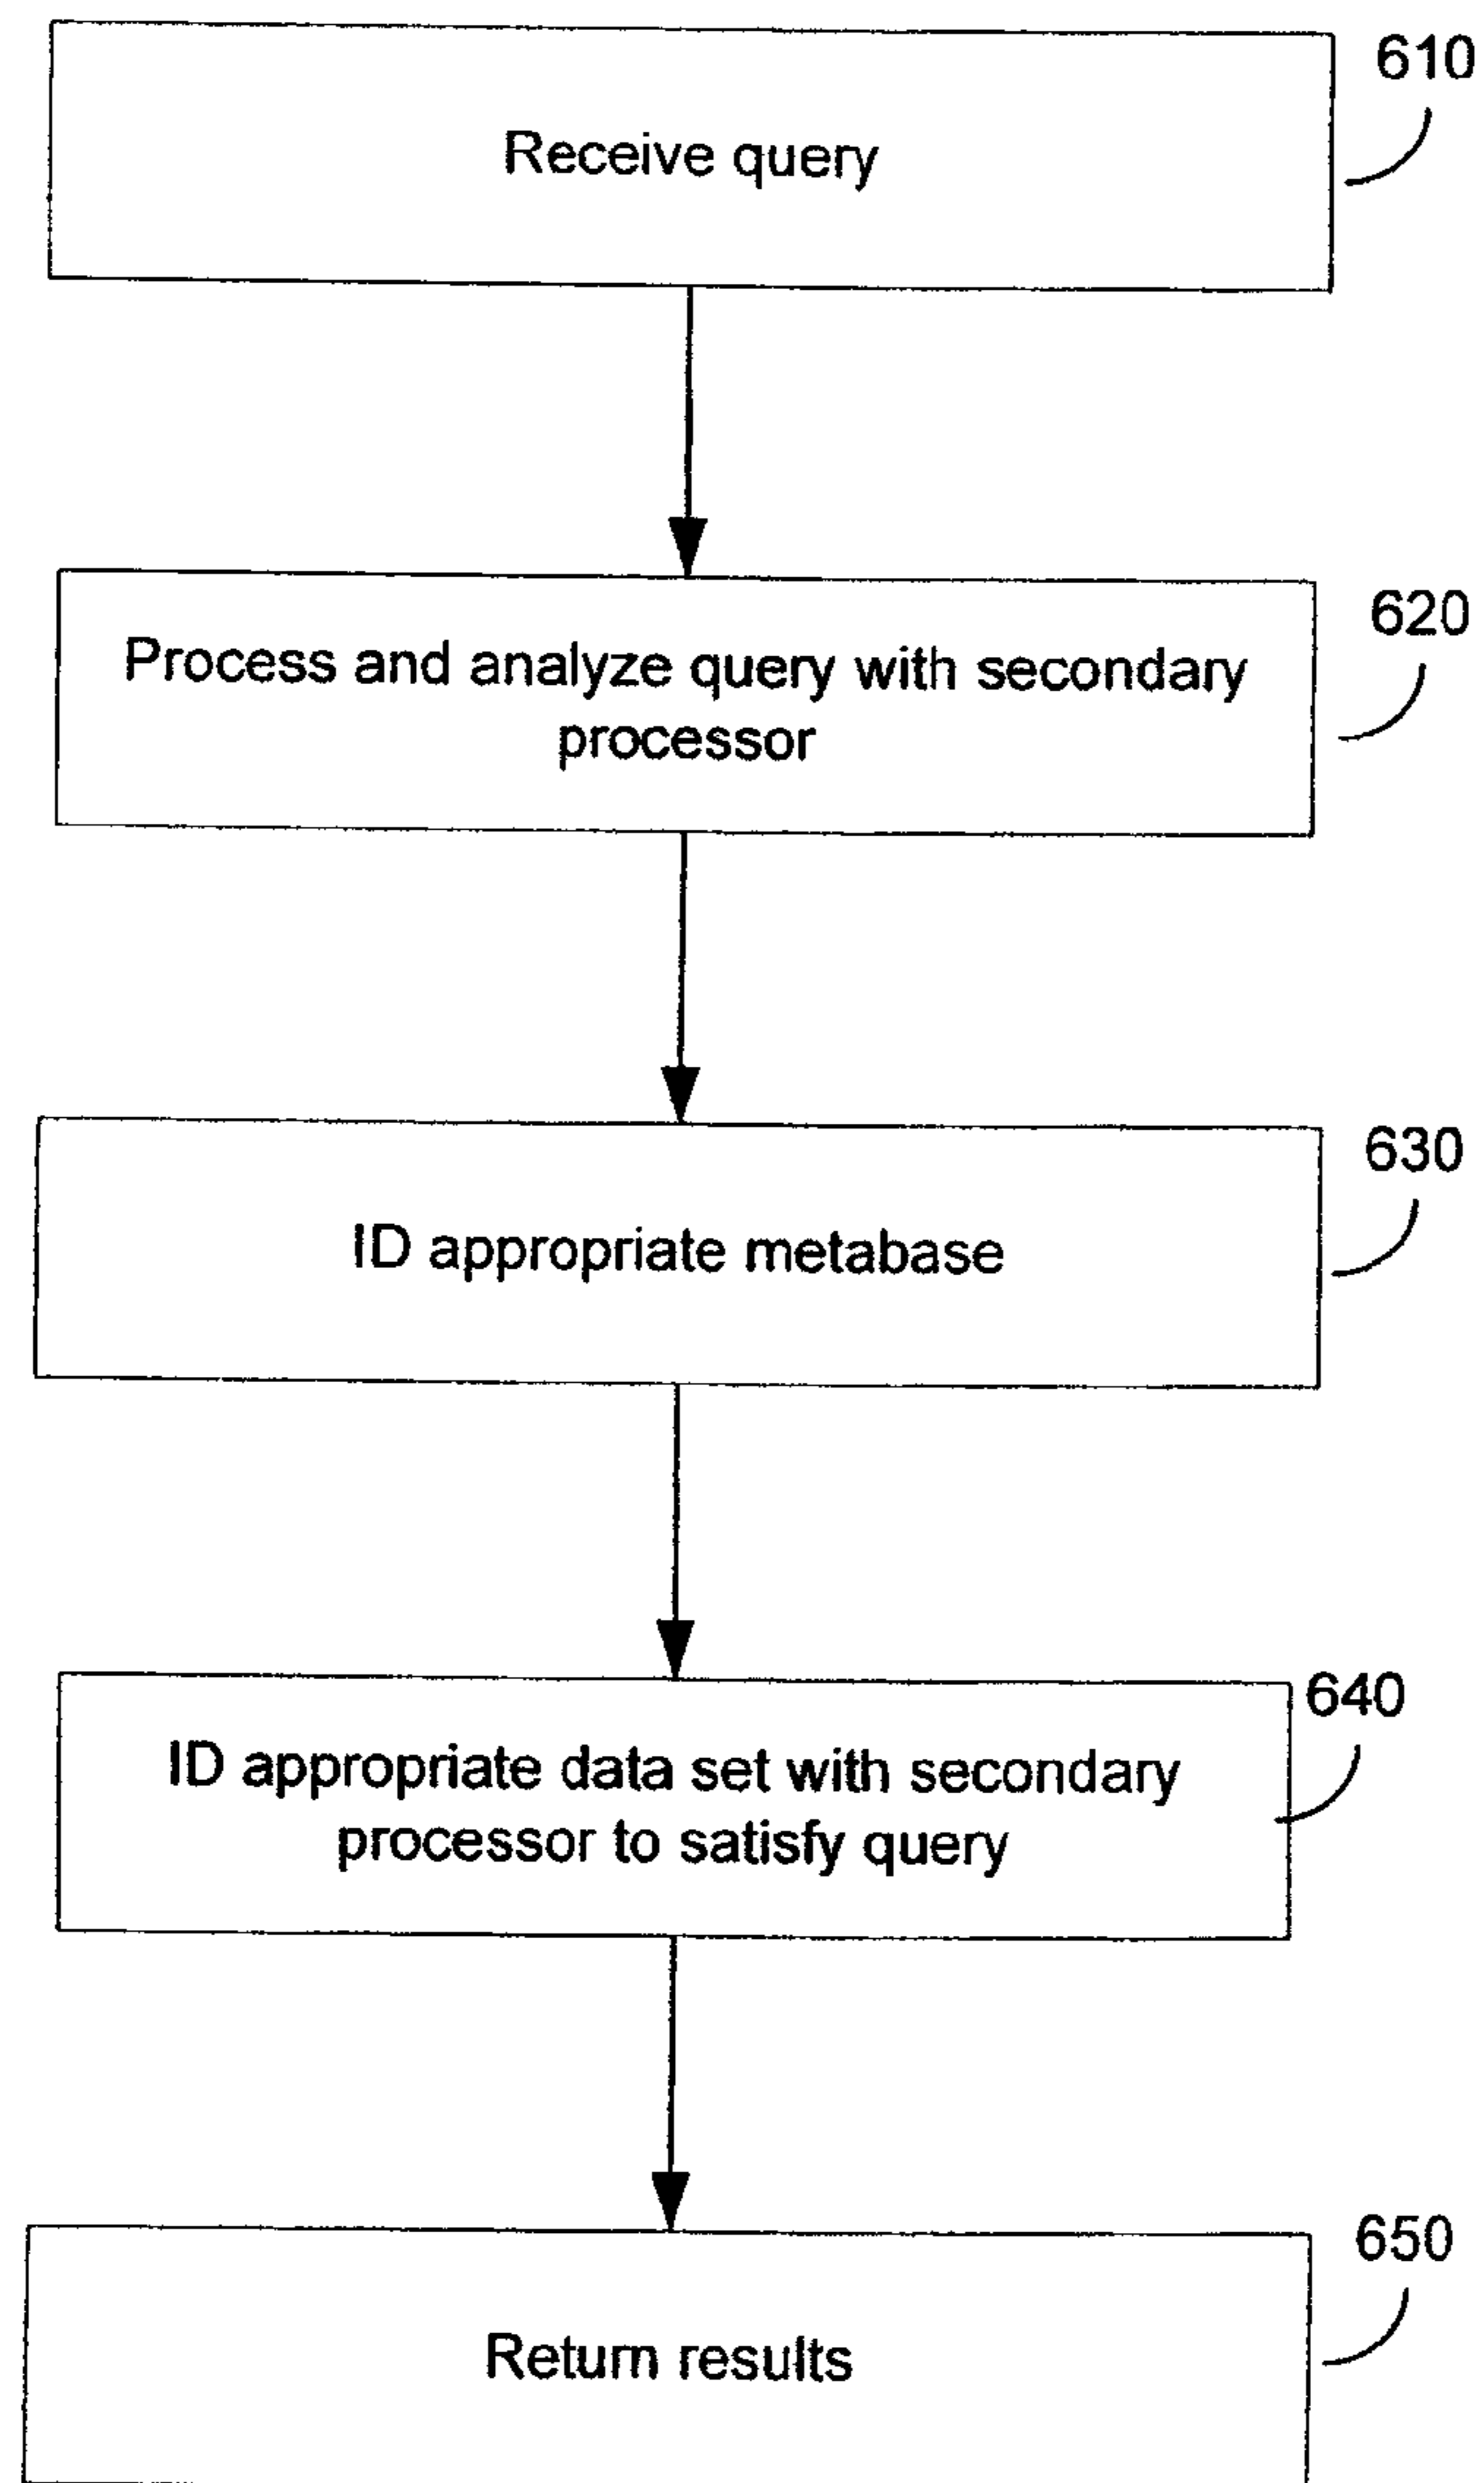 610
Receive query
620
Process and analyze query with secondary
processor
630
ID appropriate metabase
640
ID appropriate data set with secondary
processor to satisfy query
650
Return results